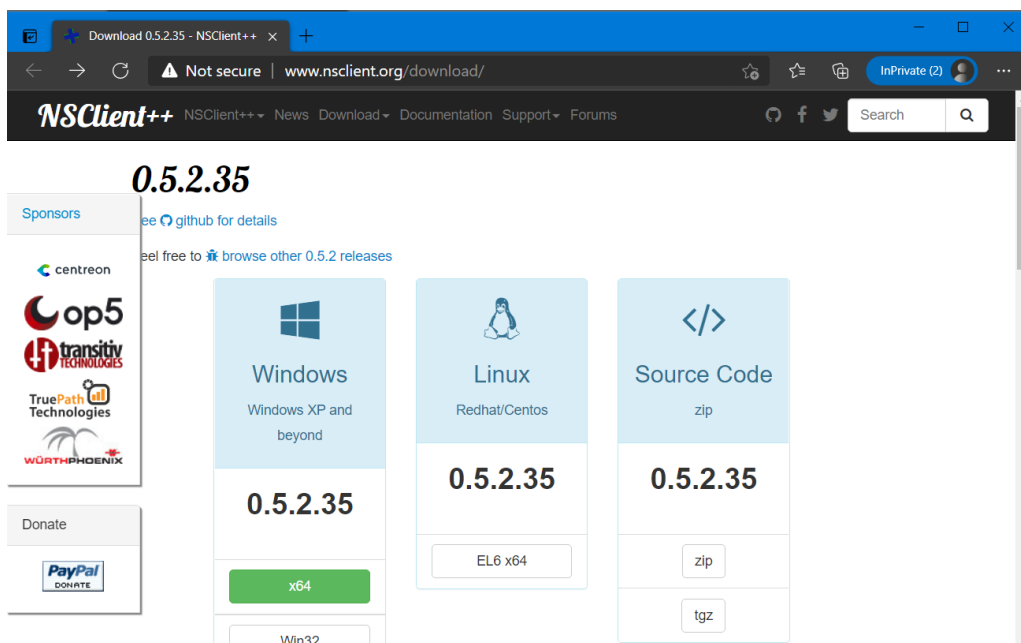 Download 0.5.2.35 - NSClient++
Not secure | www.nsclient.org/download/
InPrivate (2)
NSClient++ NSClient++ News Download Documentation Support Forums Search
0.5.2.35
Sponsors
ee github for details
eel free to browse other 0.5.2 releases
centreon
op5
transitiv
TECHNOLOGIES
TruePath
Technologies
WÜRTHPHOENIX
Donate
PayPal
DONATE
Windows
Windows XP and
beyond
0.5.2.35
x64
Win32
Linux
Redhat/Centos
0.5.2.35
EL6 x64
Source Code
zip
0.5.2.35
zip
tgz